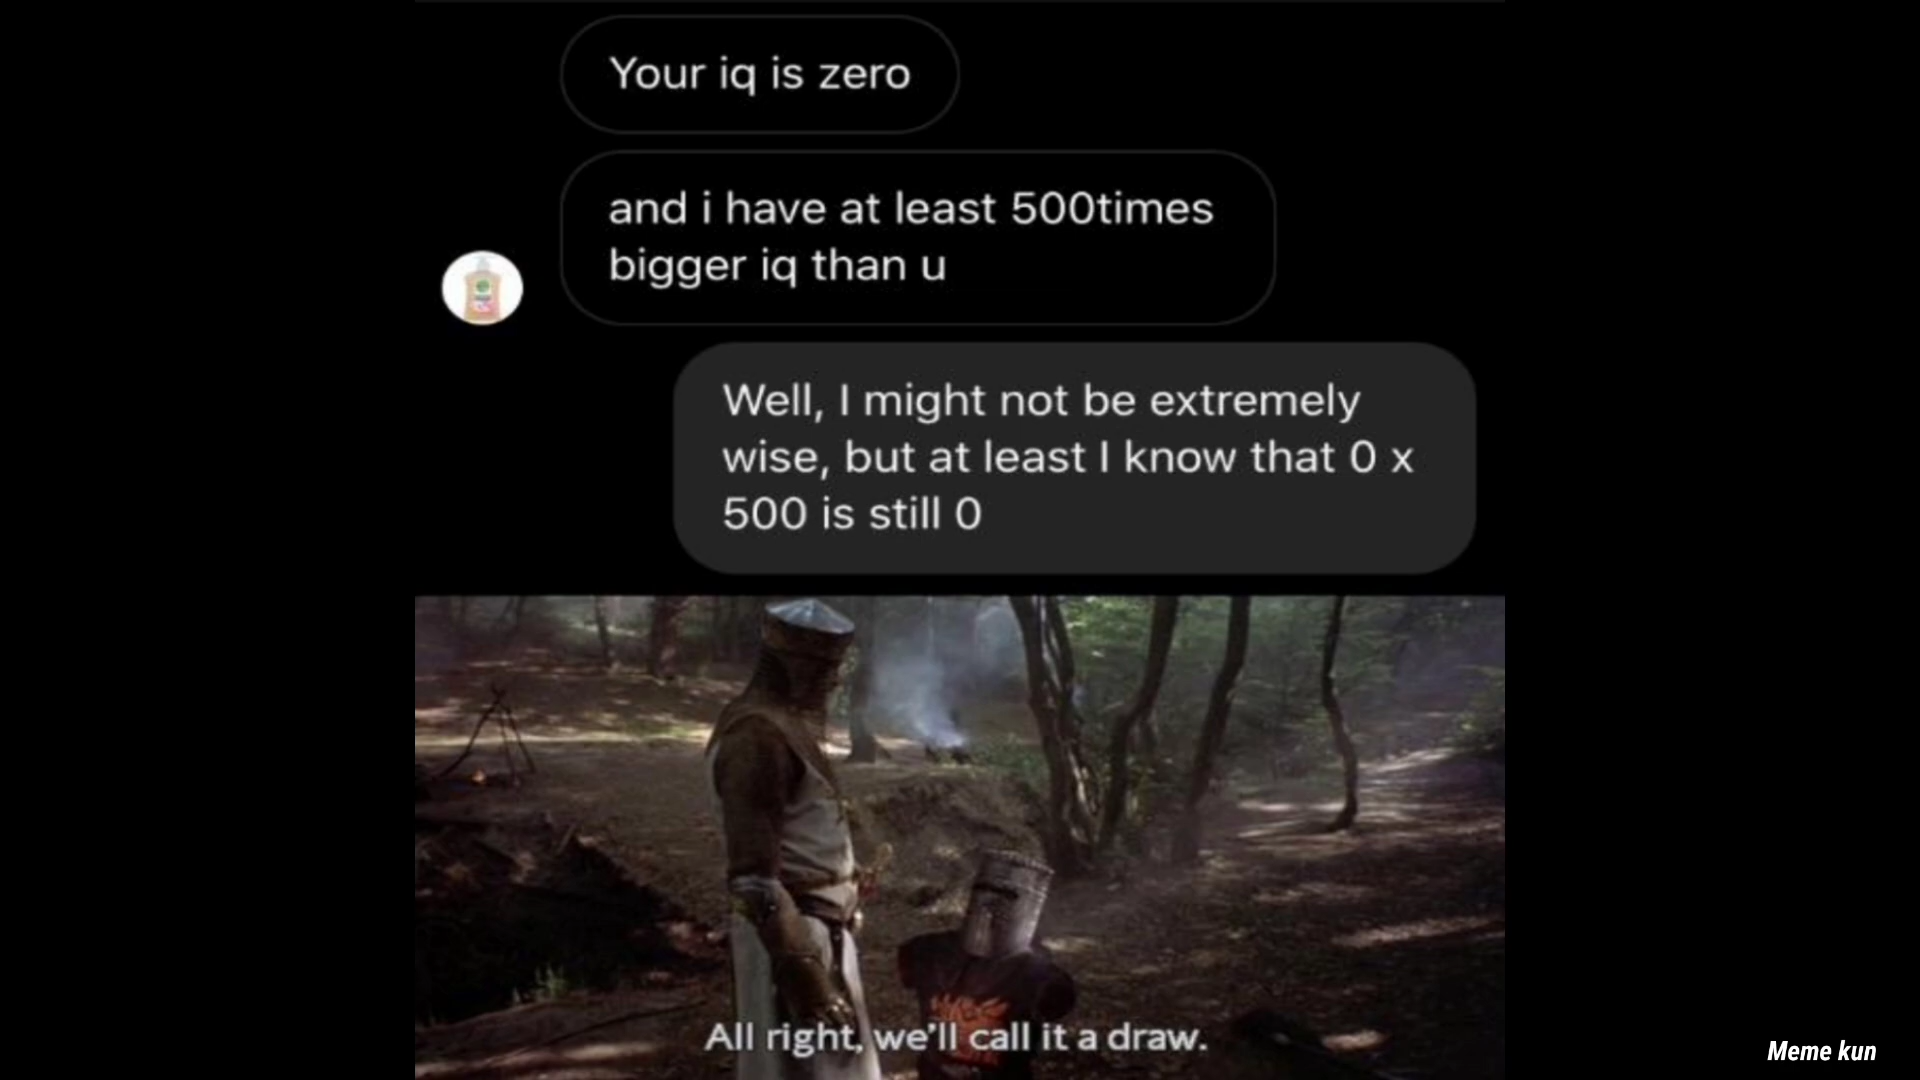 Your iq is zero
and i have at least 500times
bigger iq than u
Well, I might not be extremely
wise, but at least I know that 0 x
500 is still 0
All right, we'll call it a draw.
Meme kun